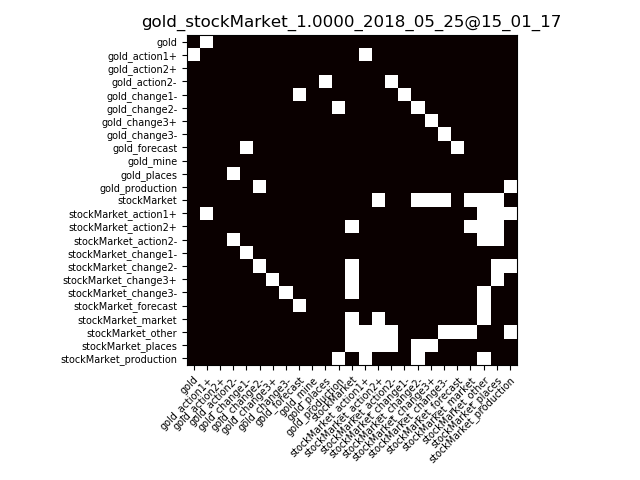 gold_stockMarket_1.0000_2018_05_25@15_01_17
gold
gold_action1+
gold_action2+
gold_action2-
gold_change1-
gold_change2-
gold_change3+
gold_change3-
gold_forecast
gold_mine
gold_places
gold_production
stockMarket
stockMarket_action1+
stockMarket_action2+
stockMarket_action2-
stockMarket_change1-
stockMarket_change2-
stockMarket_change3+
stockMarket_change3-
stockMarket_forecast
stockMarket_market
stockMarket_other
stockMarket_places
stockMarket_production
gold
gold_action1+
gold_action2+
gold_action2-
gold_change1-
gold_change2-
gold_change3+
gold_change3-
gold_forecast
gold_mine
gold_places
gold_production
stockMarket
stockMarket_action1+
stockMarket_action2+
stockMarket_action2-
stockMarket_change1-
stockMarket_change2-
stockMarket_change3+
stockMarket_change3-
stockMarket_forecast
stockMarket_market
stockMarket_other
stockMarket_places
stockMarket_production